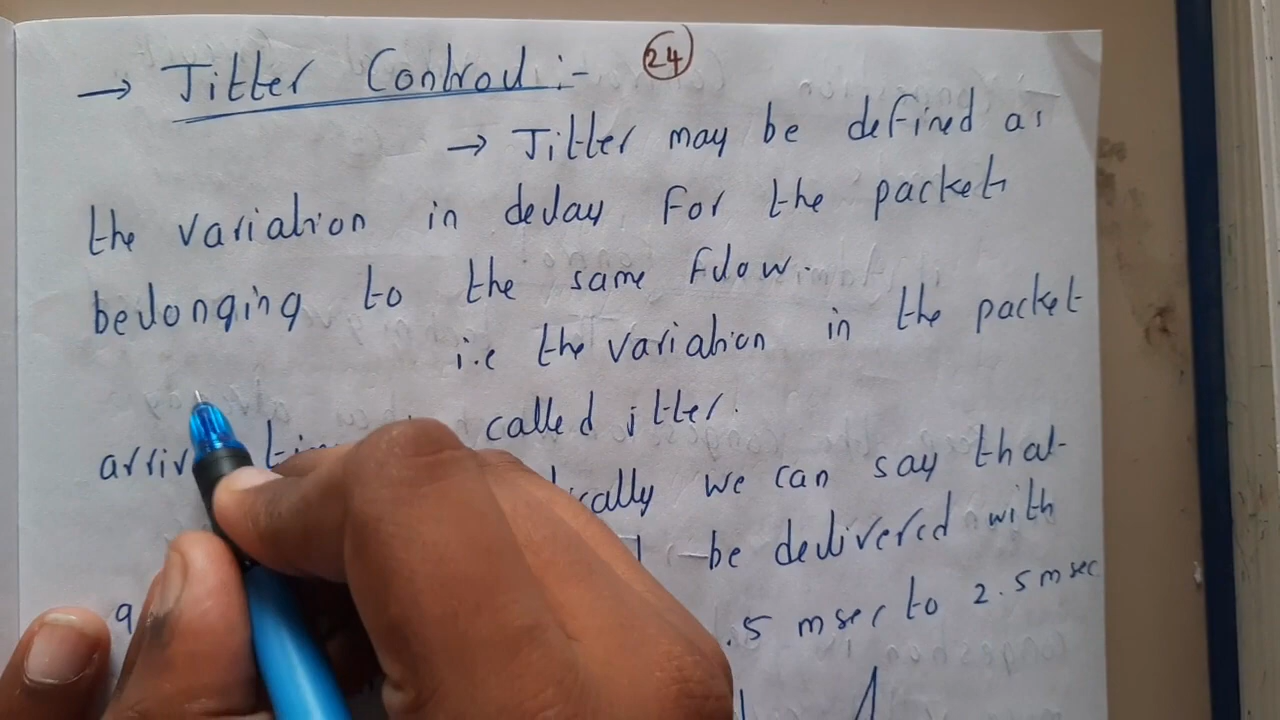 → Jitter Control :- 24
→ Jitter may be defined as
the variation in delay for the packets
belonging to the same flow.
i.e the variation in the packet
called jitter.
we can say that
be delivered with
.5 msec to 2.5 msec